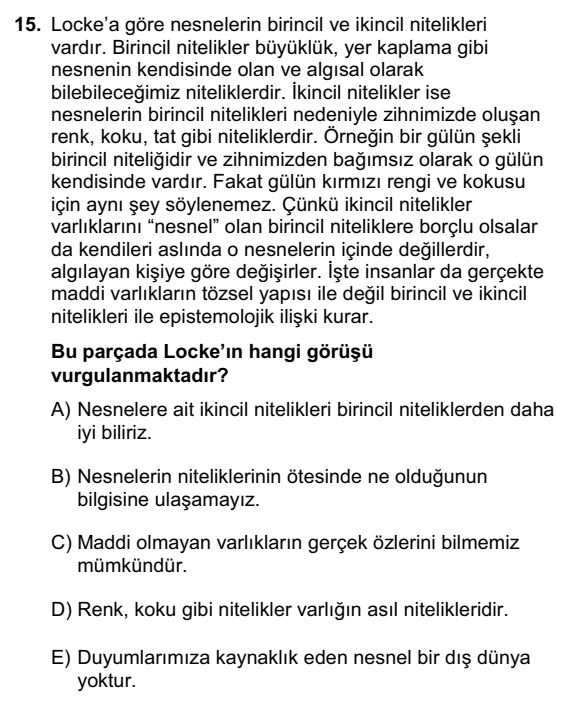 15. Locke’a göre nesnelerin birincil ve ikincil nitelikleri
vardır. Birincil nitelikler büyüklük, yer kaplama gibi
nesnenin kendisinde olan ve algısal olarak
bilebileceğimiz niteliklerdir. İkincil nitelikler ise
nesnelerin birincil nitelikleri nedeniyle zihnimizde oluşan
renk, koku, tat gibi niteliklerdir. Örneğin bir gülün şekli
birincil niteliğidir ve zihnimizden bağımsız olarak o gülün
kendisinde vardır. Fakat gülün kırmızı rengi ve kokusu
için aynı şey söylenemez. Çünkü ikincil nitelikler
varlıklarını “nesnel” olan birincil niteliklere borçlu olsalar
da kendileri aslında o nesnelerin içinde değillerdir,
algılayan kişiye göre değişirler. İşte insanlar da gerçekte
maddi varlıkların tözsel yapısı ile değil birincil ve ikincil
nitelikleri ile epistemolojik ilişki kurar.
Bu parçada Locke’ın hangi görüşü
vurgulanmaktadır?
A) Nesnelere ait ikincil nitelikleri birincil niteliklerden daha
iyi biliriz.
B) Nesnelerin niteliklerinin ötesinde ne olduğunun
bilgisine ulaşamayız.
C) Maddi olmayan varlıkların gerçek özlerini bilmemiz
mümkündür.
D) Renk, koku gibi nitelikler varlığın asıl nitelikleridir.
E) Duyumlarımıza kaynaklık eden nesnel bir dış dünya
yoktur.